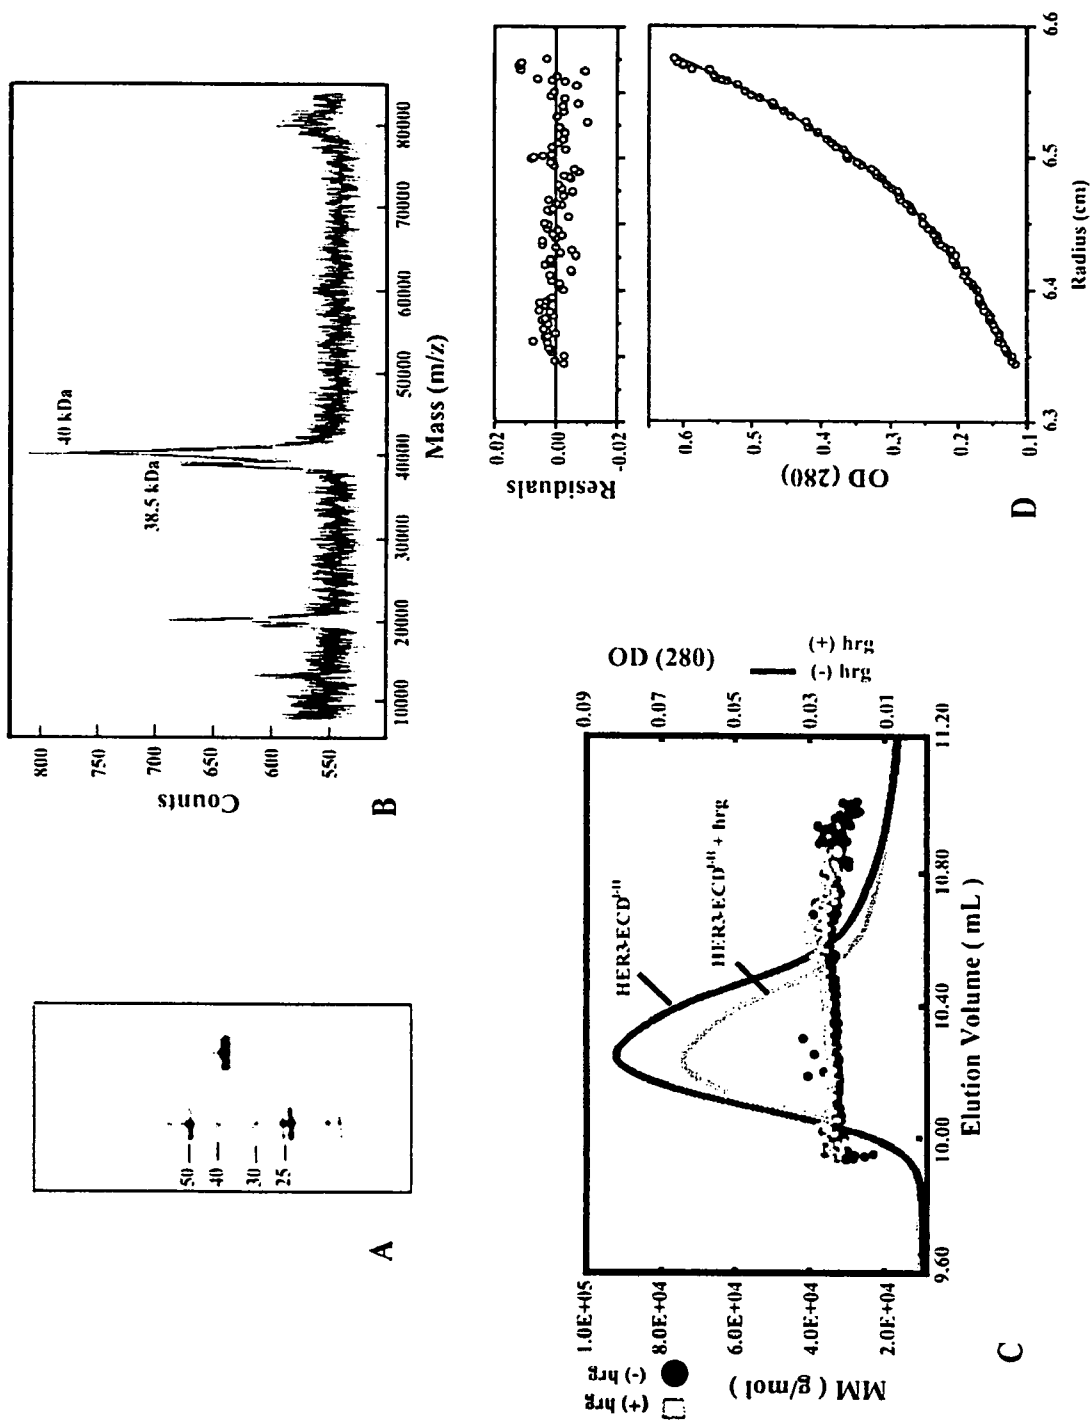 A
50
40
30
25
B
Counts
800
750
700
650
600
550
40 kDa
38.5 kDa
10000
20000
30000
40000
50000
60000
70000
80000
Mass (m/z)
C
(+) hrg
(-) hrg
MM ( g/mol )
1.0E+05
8.0E+04
6.0E+04
4.0E+04
2.0E+04
HER3-ECD^I-II
HER3-ECD^I-II + hrg
OD (280)
(-) hrg
(+) hrg
0.09
0.07
0.05
0.03
0.01
9.60
10.00
10.40
10.80
11.20
Elution Volume ( mL )
D
Residuals
0.02
0.00
-0.02
OD (280)
0.6
0.5
0.4
0.3
0.2
0.1
6.3
6.4
6.5
6.6
Radius (cm)